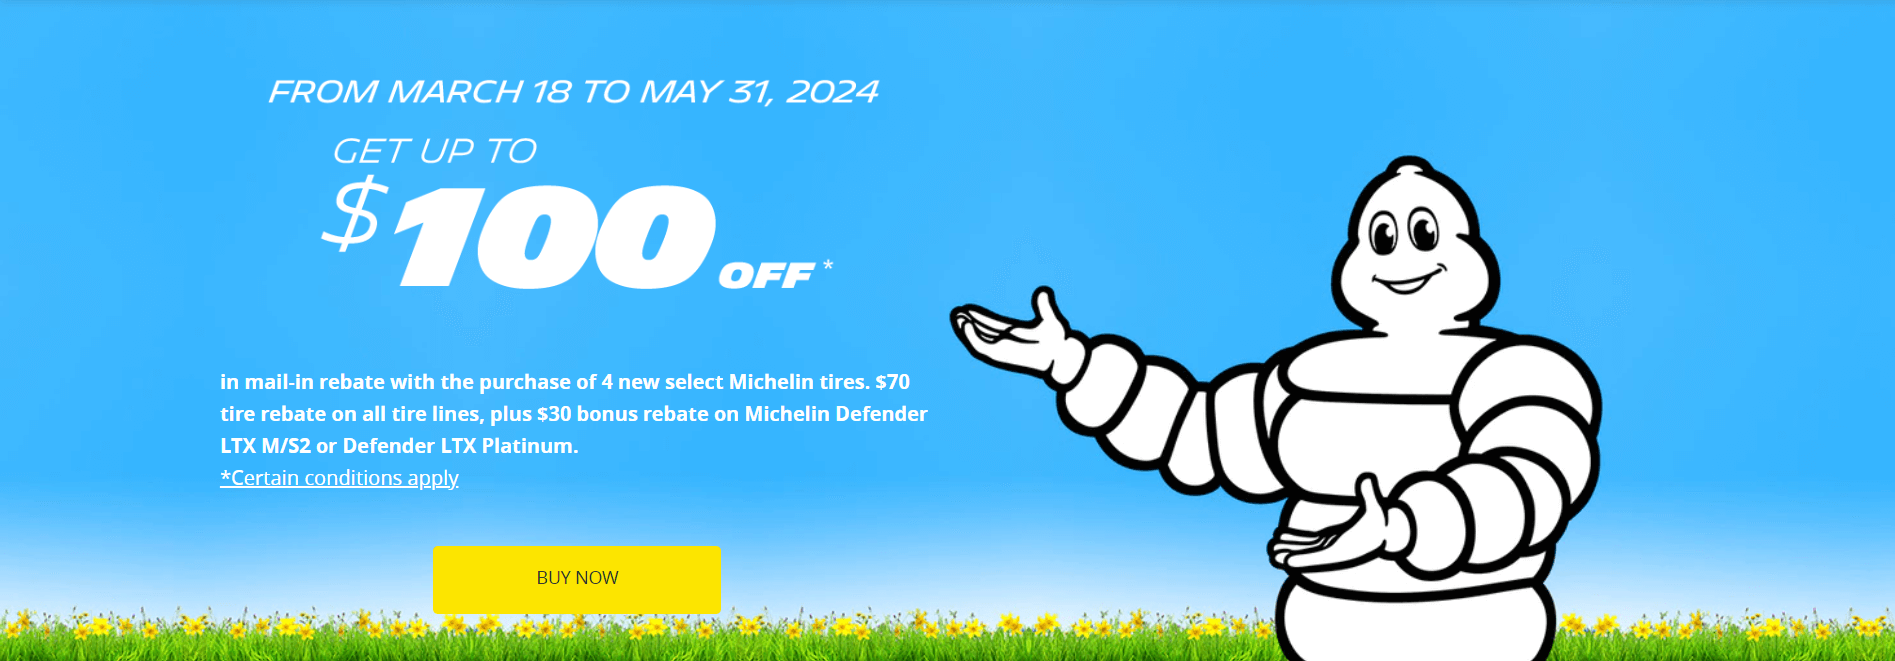 FROM MARCH 18 TO MAY 31, 2024
GET UP TO
$100 OFF*
in mail-in rebate with the purchase of 4 new select Michelin tires. $70
tire rebate on all tire lines, plus $30 bonus rebate on Michelin Defender
LTX M/S2 or Defender LTX Platinum.
*Certain conditions apply
BUY NOW